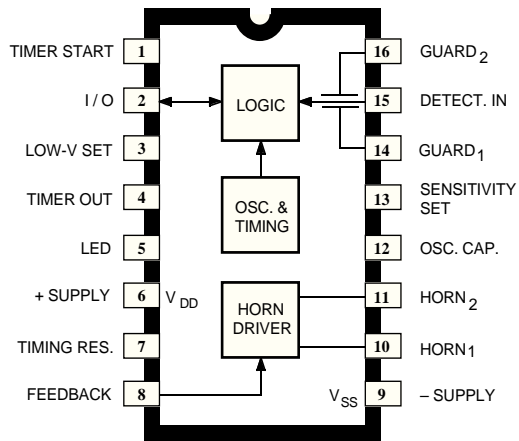 TIMER START 1
I / O 2
LOW-V SET 3
TIMER OUT 4
LED 5
+ SUPPLY 6 VDD
TIMING RES. 7
FEEDBACK 8
LOGIC
OSC. &
TIMING
HORN
DRIVER
16 GUARD2
15 DETECT. IN
14 GUARD1
13 SENSITIVITY
SET
12 OSC. CAP.
11 HORN2
10 HORN1
VSS 9 – SUPPLY